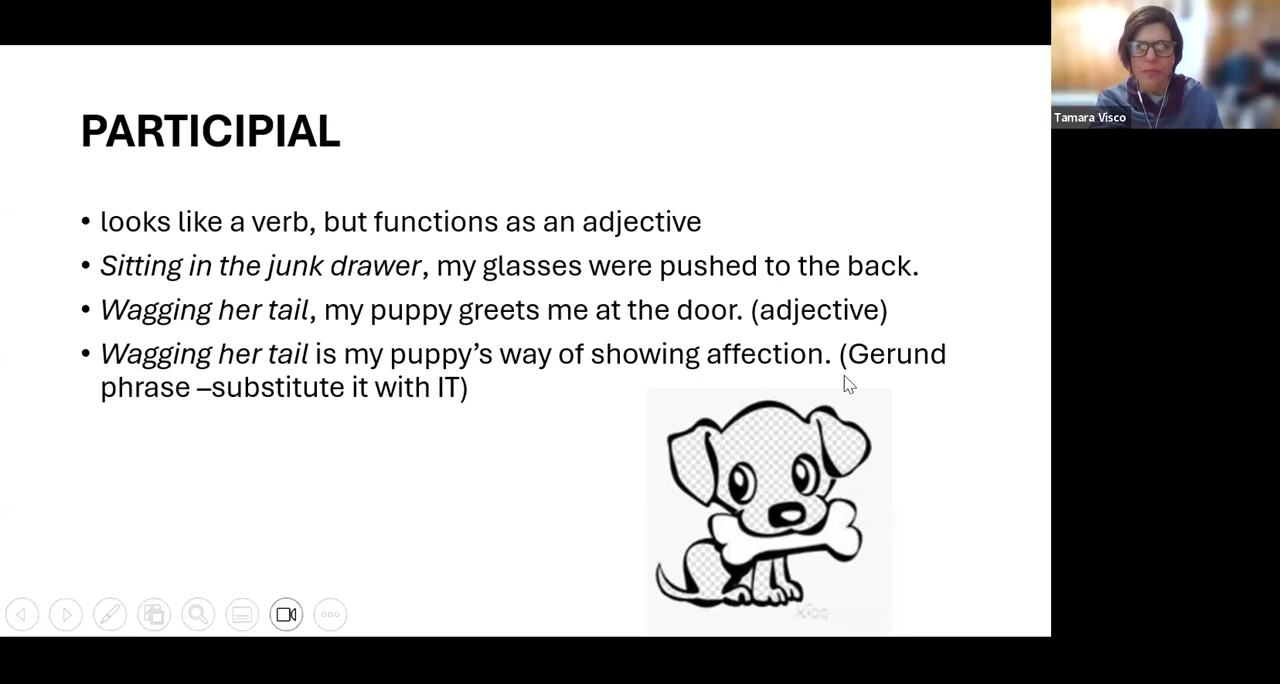 PARTICIPIAL
• looks like a verb, but functions as an adjective
• Sitting in the junk drawer, my glasses were pushed to the back.
• Wagging her tail, my puppy greets me at the door. (adjective)
• Wagging her tail is my puppy’s way of showing affection. (Gerund
phrase –substitute it with IT)
Tamara Visco